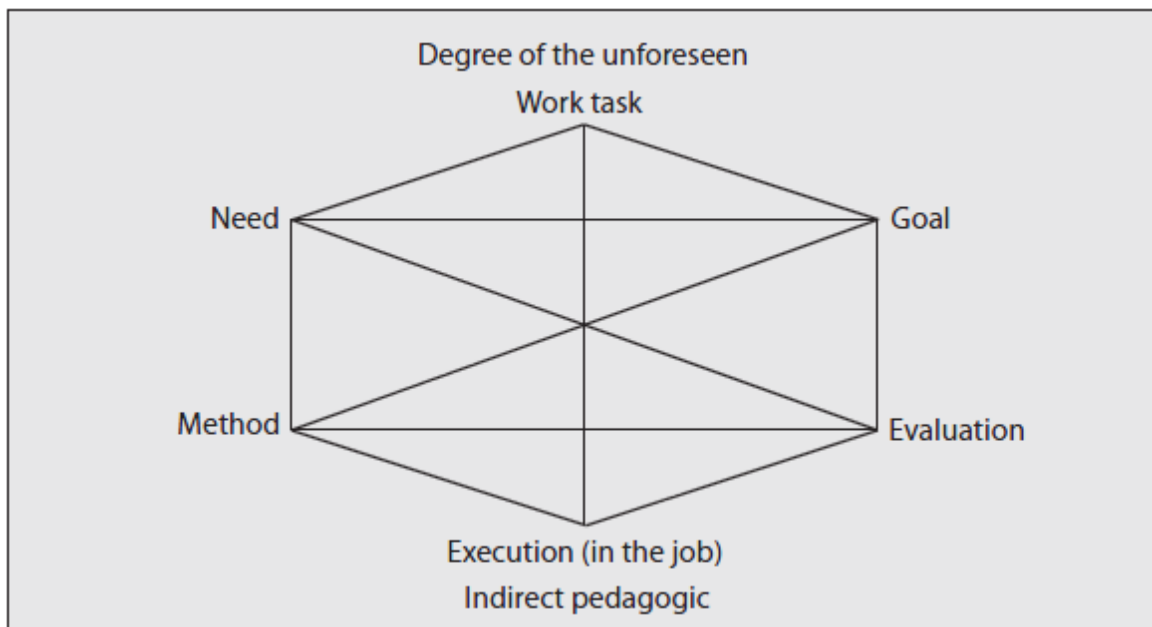 Degree of the unforeseen
Work task
Need
Goal
Method
Evaluation
Execution (in the job)
Indirect pedagogic